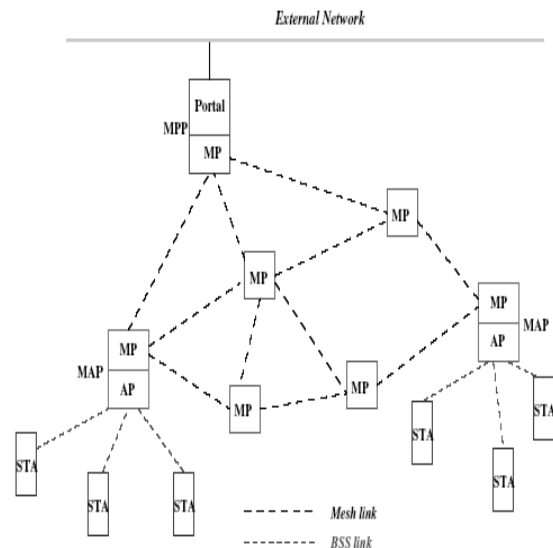 External Network
Portal
MPP
MP
MP
MP
MP
MAP
MP
MAP
AP
AP
MP
MP
STA
STA
STA
STA
STA
STA
Mesh link
BSS link